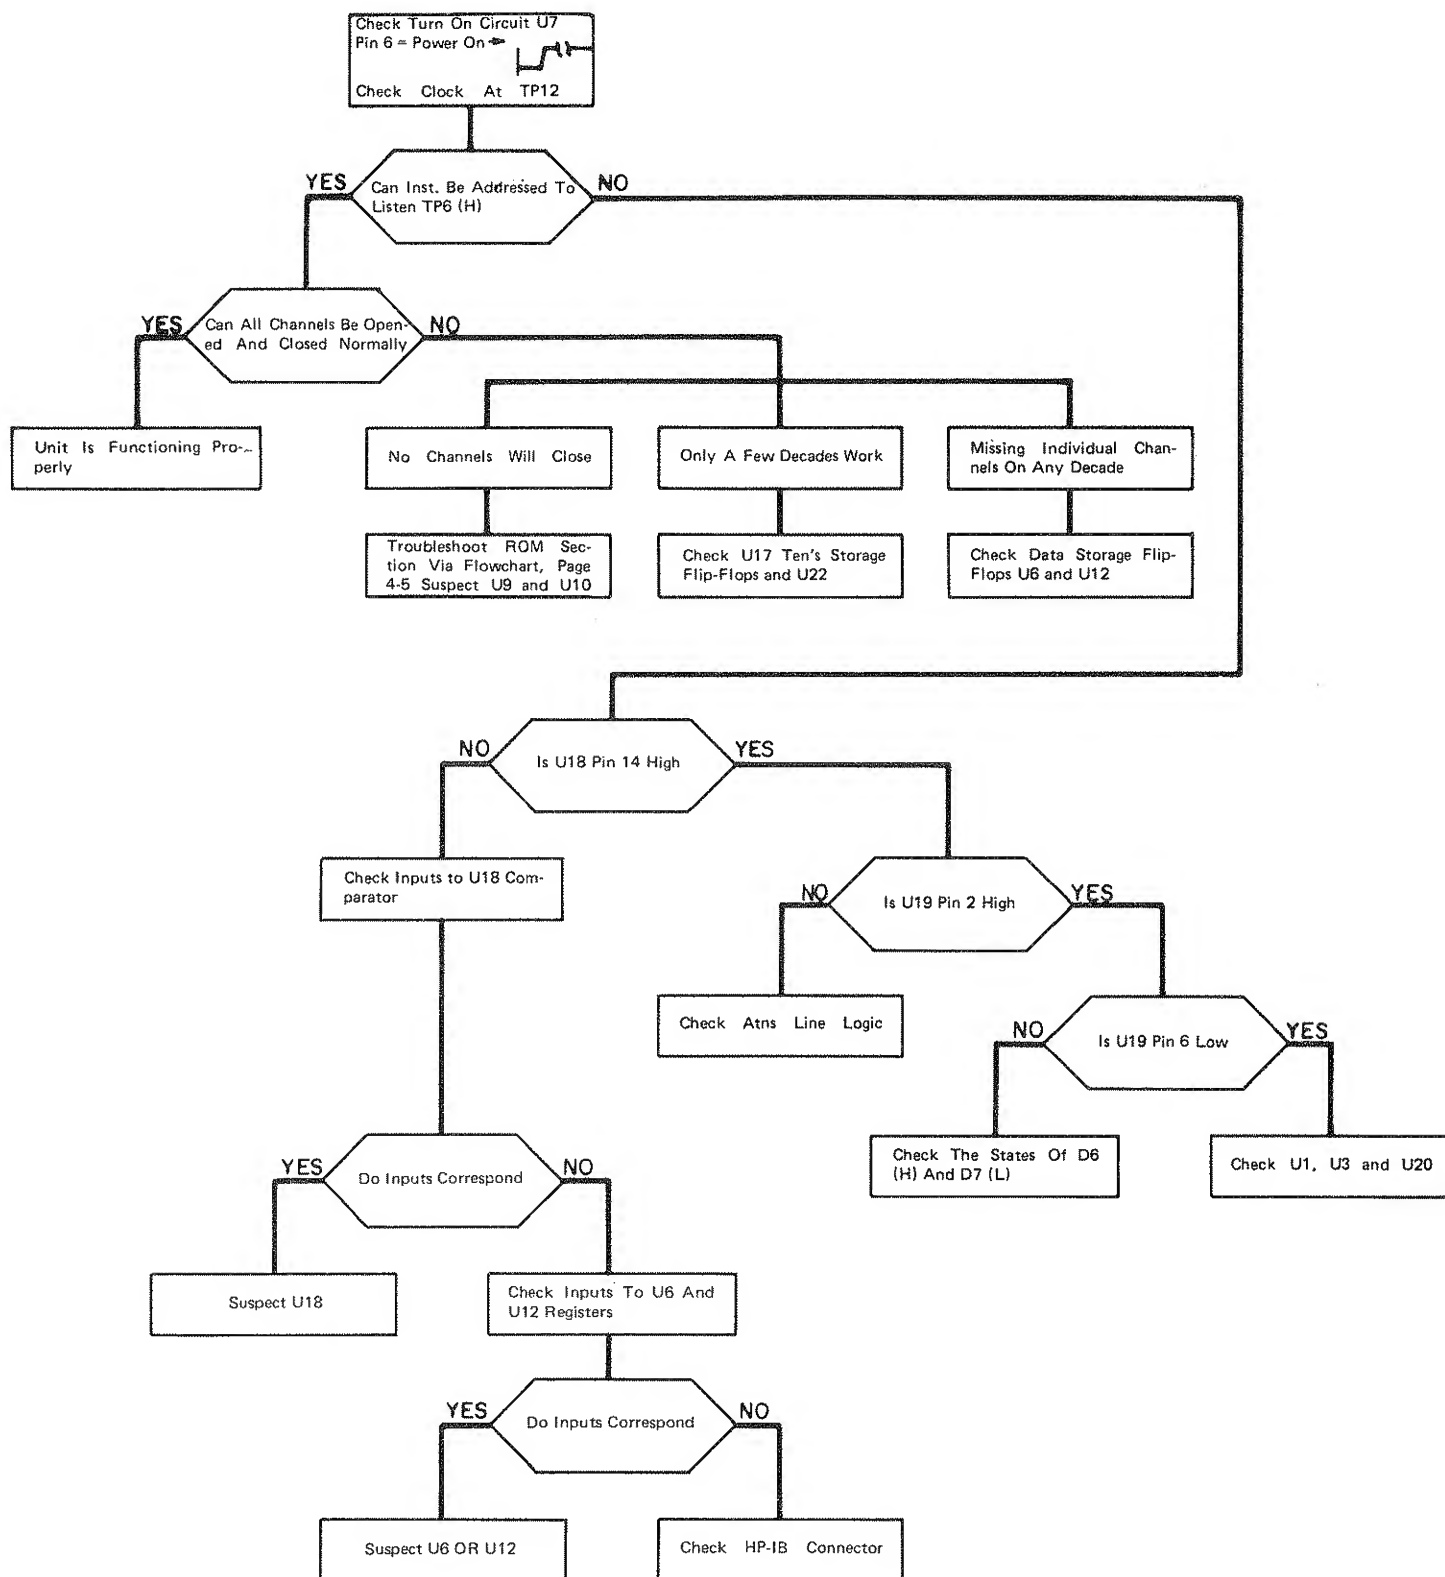 Check Turn On Circuit U7
Pin 6 = Power On
Check Clock At TP12
YES
Can Inst. Be Addressed To
Listen TP6 (H)
NO
YES
Can All Channels Be Open-
ed And Closed Normally
NO
Unit Is Functioning Pro-
perly
No Channels Will Close
Only A Few Decades Work
Missing Individual Chan-
nels On Any Decade
Troubleshoot ROM Sec-
tion Via Flowchart, Page
4-5 Suspect U9 and U10
Check U17 Ten's Storage
Flip-Flops and U22
Check Data Storage Flip-
Flops U6 and U12
NO
Is U18 Pin 14 High
YES
Check Inputs to U18 Com-
parator
NO
Is U19 Pin 2 High
YES
Check Atns Line Logic
NO
Is U19 Pin 6 Low
YES
Check The States Of D6
(H) And D7 (L)
Check U1, U3 and U20
YES
Do Inputs Correspond
NO
Suspect U18
Check Inputs To U6 And
U12 Registers
YES
Do Inputs Correspond
NO
Suspect U6 OR U12
Check HP-IB Connector